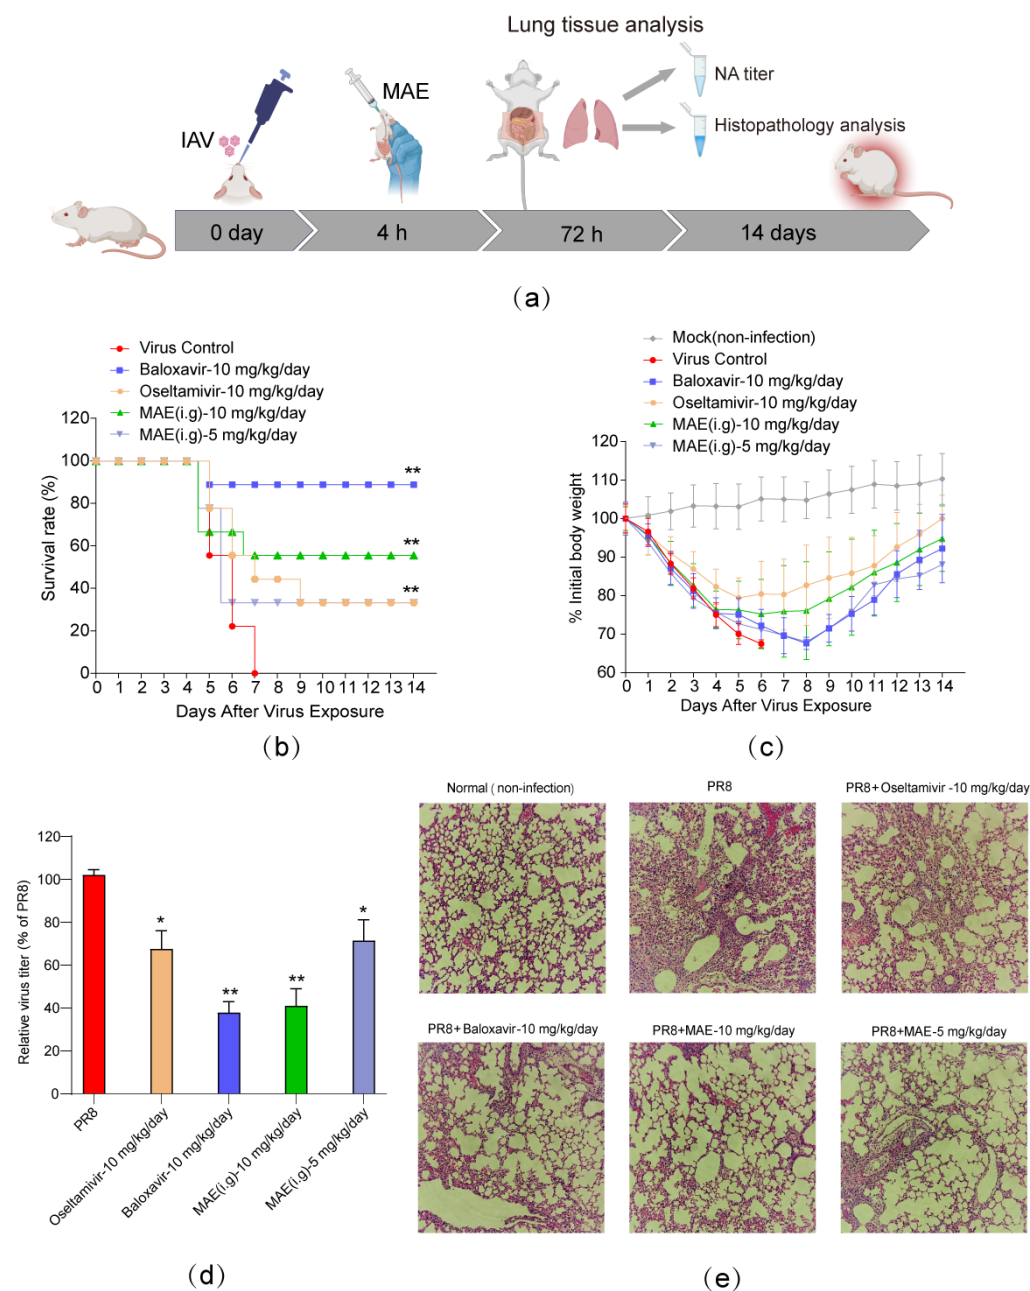 Lung tissue analysis
IAV
MAE
NA titer
Histopathology analysis
0 day
4 h
72 h
14 days
(a)
Virus Control
Baloxavir-10 mg/kg/day
Oseltamivir-10 mg/kg/day
MAE(i.g)-10 mg/kg/day
MAE(i.g)-5 mg/kg/day
Survival rate (%)
120
100
80
60
40
20
0
**
**
**
0 1 2 3 4 5 6 7 8 9 10 11 12 13 14
Days After Virus Exposure
(b)
Mock(non-infection)
Virus Control
Baloxavir-10 mg/kg/day
Oseltamivir-10 mg/kg/day
MAE(i.g)-10 mg/kg/day
MAE(i.g)-5 mg/kg/day
% Initial body weight
120
110
100
90
80
70
60
0 1 2 3 4 5 6 7 8 9 10 11 12 13 14
Days After Virus Exposure
(c)
Relative virus titer (% of PR8)
120
100
80
60
40
20
0
*
**
**
*
PR8
Oseltamivir-10 mg/kg/day
Baloxavir-10 mg/kg/day
MAE(i.g)-10 mg/kg/day
MAE(i.g)-5 mg/kg/day
(d)
Normal ( non-infection)
PR8
PR8+Oseltamivir -10 mg/kg/day
PR8+Baloxavir-10 mg/kg/day
PR8+MAE-10 mg/kg/day
PR8+MAE-5 mg/kg/day
(e)